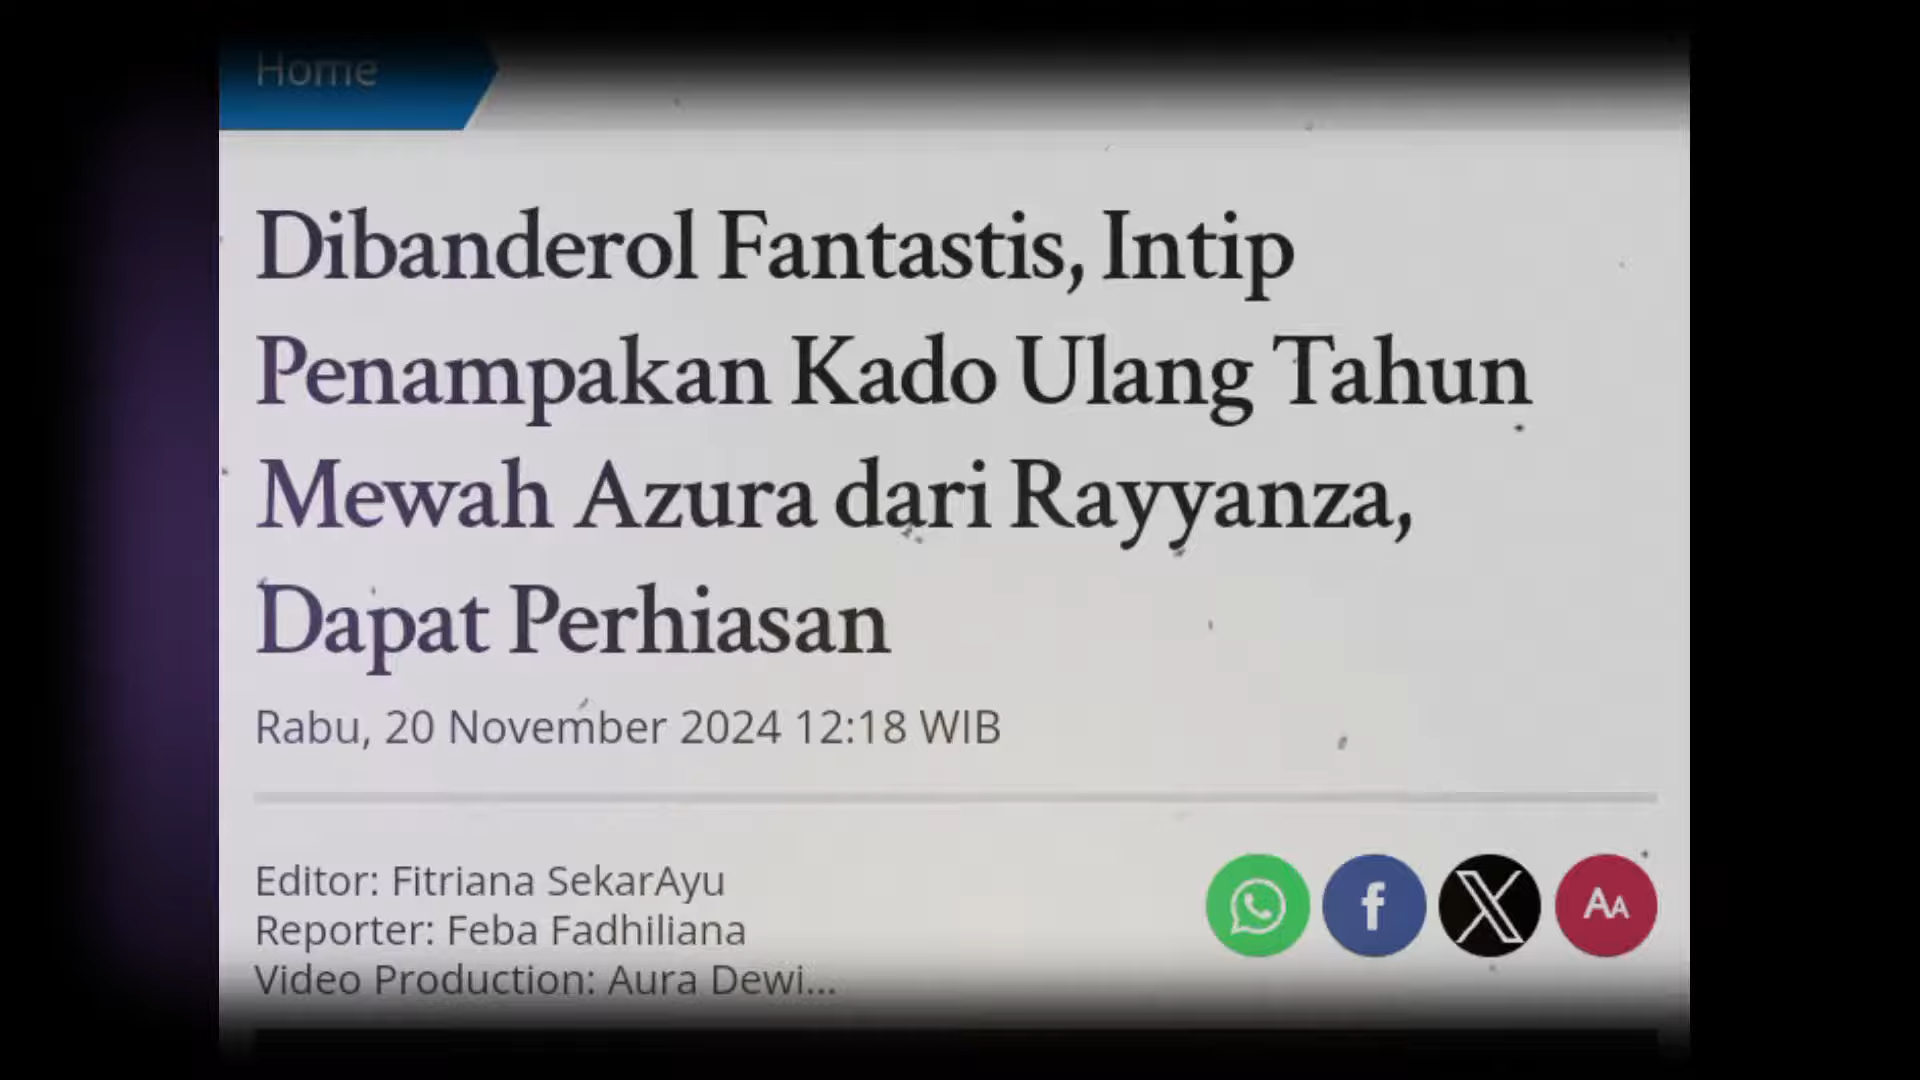 Home
Dibanderol Fantastis, Intip
Penampakan Kado Ulang Tahun
Mewah Azura dari Rayyanza,
Dapat Perhiasan
Rabu, 20 November 2024 12:18 WIB
Editor: Fitriana SekarAyu
Reporter: Feba Fadhiliana
Video Production: Aura Dewi...
f
X
AA